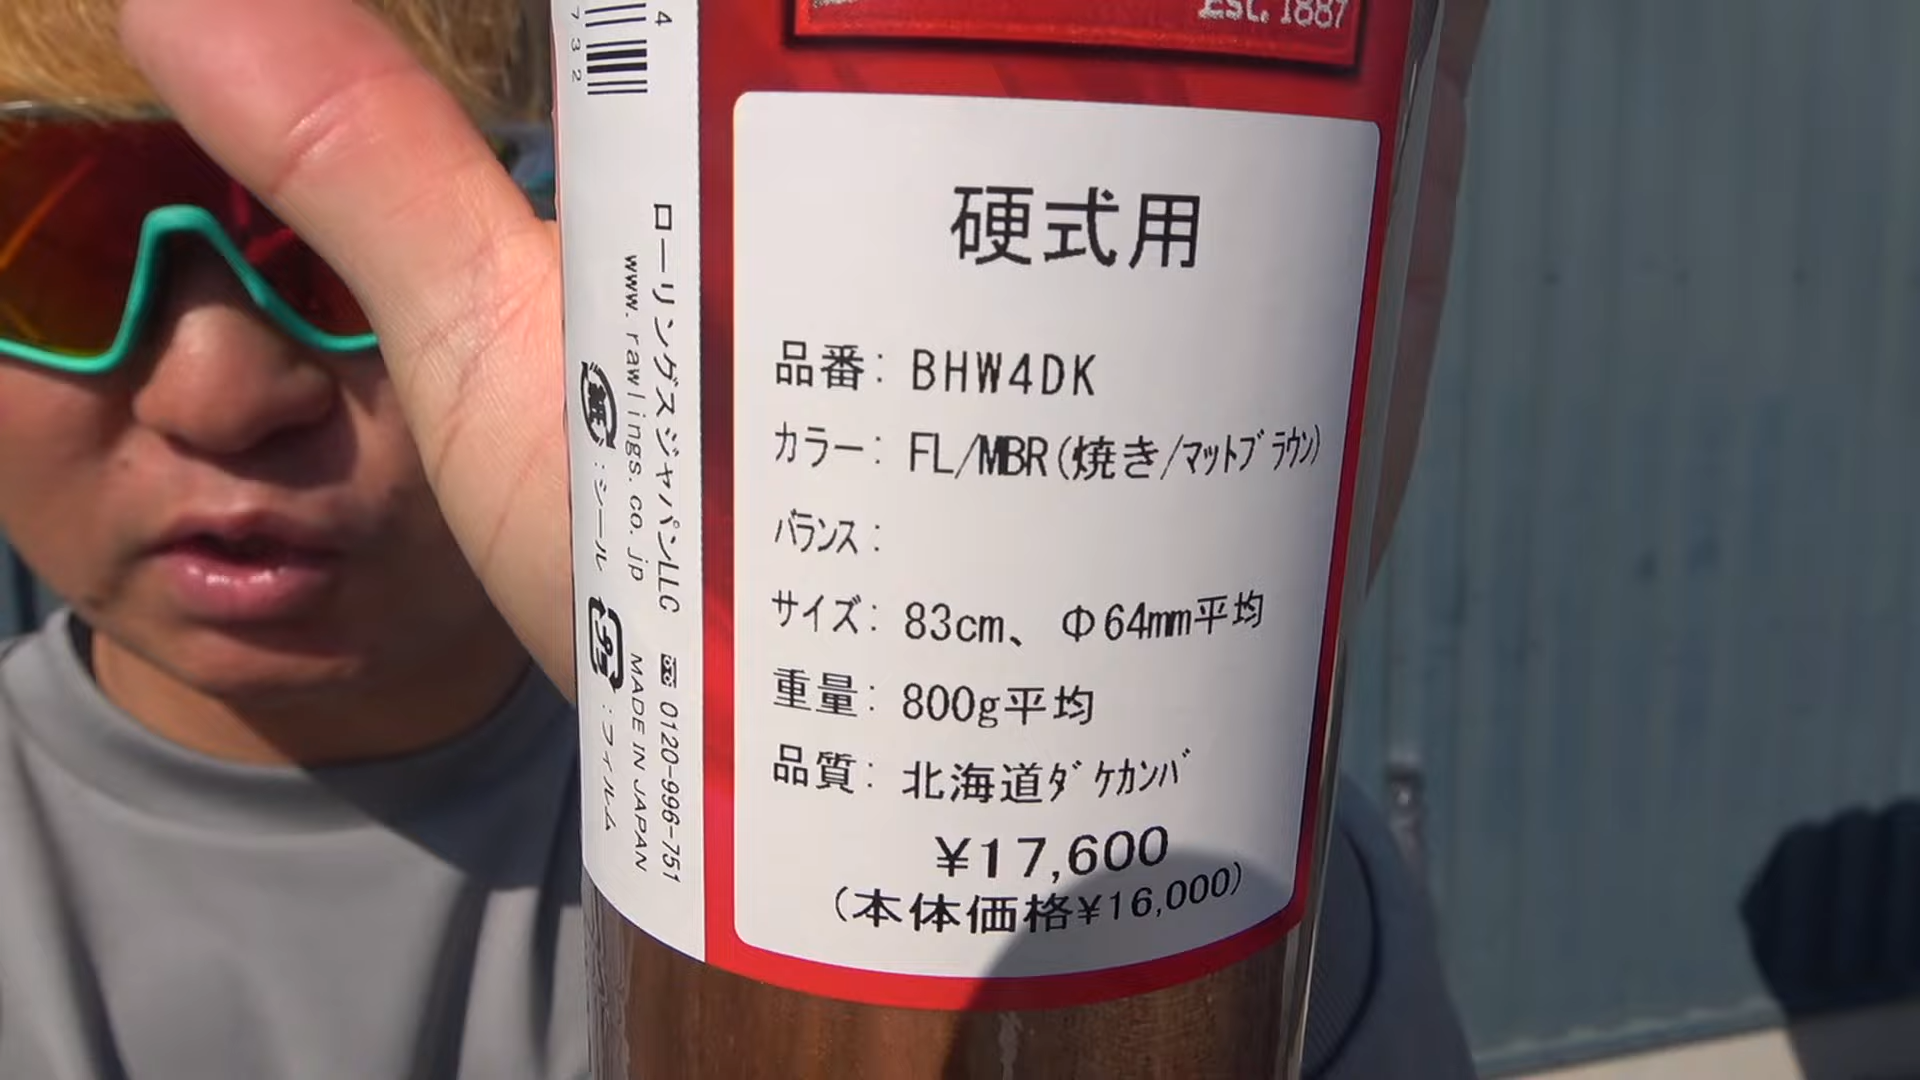 Est. 1887
硬式用
品番: BHW4DK
カラー: FL/MBR(焼き/マットブラウン)
バランス:
サイズ: 83cm、Φ64mm平均
重量: 800g平均
品質: 北海道ダケカンバ
¥17,600
(本体価格¥16,000)
4
732
ローリングスジャパンLLC 0120-996-751
www.rawlings.co.jp MADE IN JAPAN
紙:シール プラ:フィルム